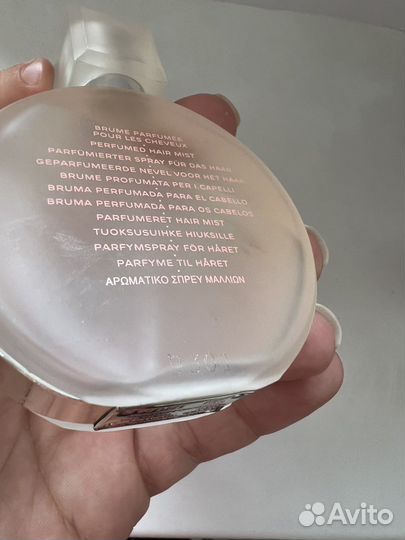 BRUME PARFUMÉE
POUR LES CHEVEUX
PERFUMED HAIR MIST
PARFÜMIERTER SPRAY FÜR DAS HAAR
GEPARFUMEERDE NEVEL VOOR HET HAAR
BRUME PROFUMATA PER I CAPELLI
BRUMA PERFUMADA PARA EL CABELLO
BRUMA PERFUMADA PARA OS CABELOS
PARFUMERET HAIR MIST
TUOKSUSUIHKE HIUKSILLE
PARFYMSPRAY FÖR HÅRET
PARFYME TIL HÅRET
ΑΡΩΜΑΤΙΚΟ ΣΠΡΕΥ ΜΑΛΛΙΩΝ
Avito